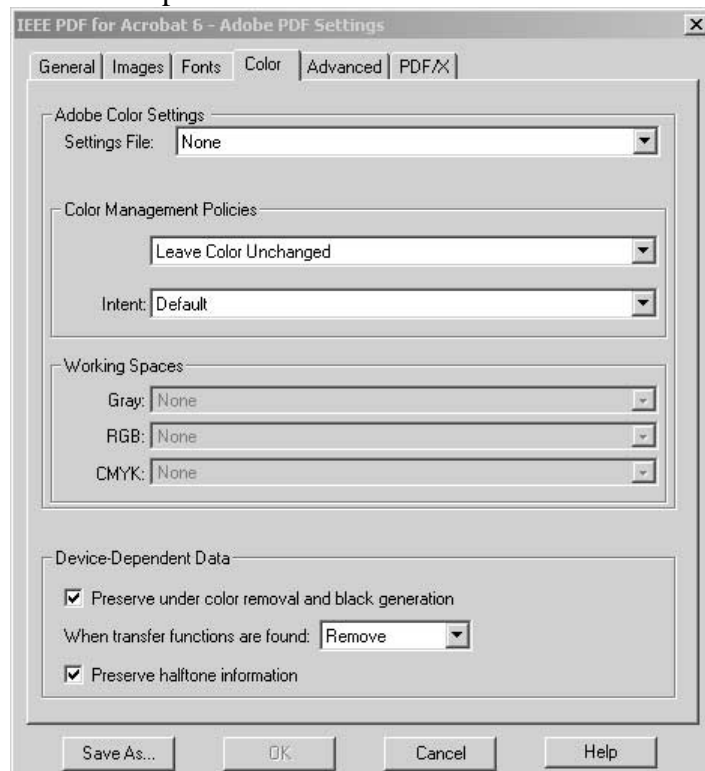 IEEE PDF for Acrobat 6 - Adobe PDF Settings
General Images Fonts Color Advanced PDF/X
Adobe Color Settings
Settings File: None
Color Management Policies
Leave Color Unchanged
Intent: Default
Working Spaces
Gray: None
RGB: None
CMYK: None
Device-Dependent Data
Preserve under color removal and black generation
When transfer functions are found: Remove
Preserve halftone information
Save As... OK Cancel Help